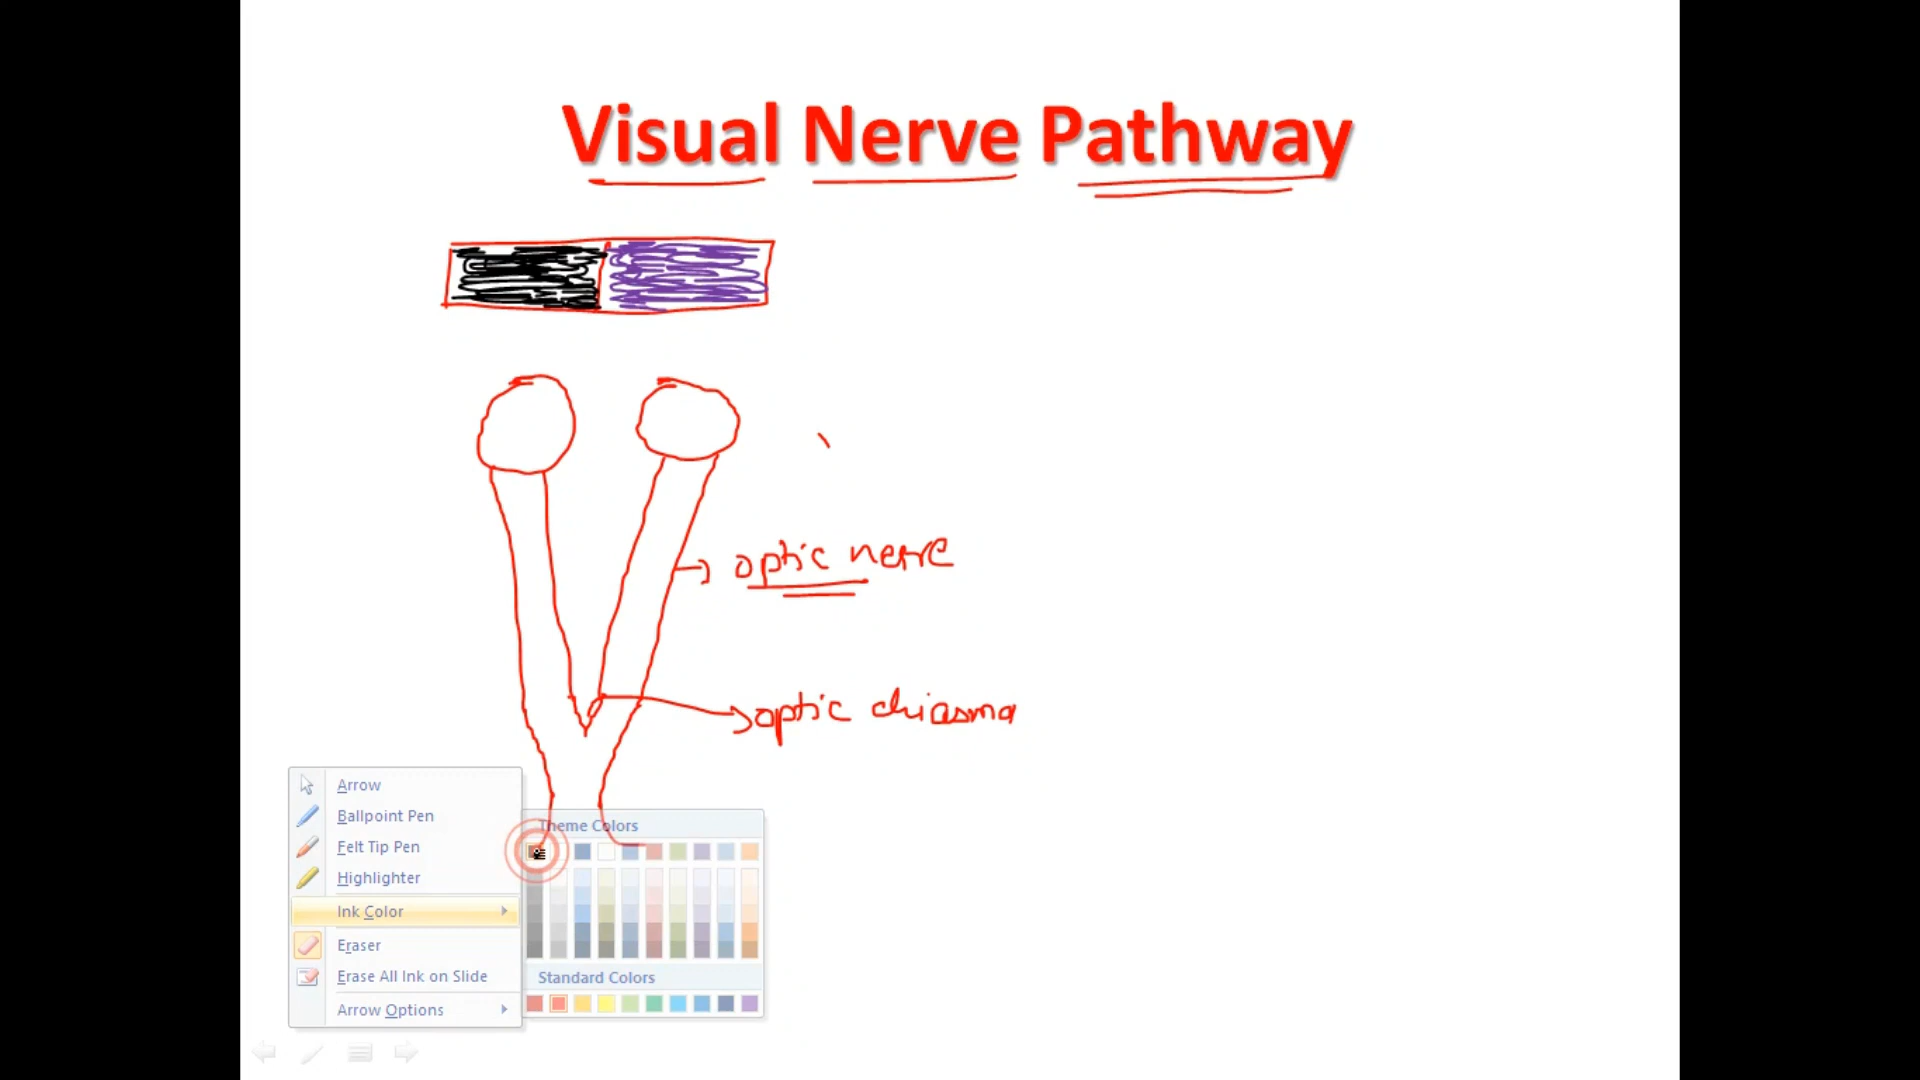 Visual Nerve Pathway
optic nerve
optic chiasma
Arrow
Ballpoint Pen
Felt Tip Pen
Highlighter
Ink Color
Eraser
Erase All Ink on Slide
Arrow Options
Theme Colors
Standard Colors